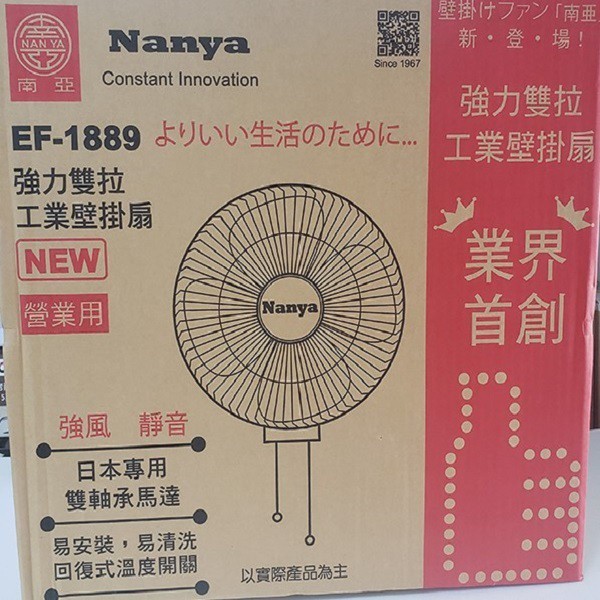 NAN YA
南亞
Nanya
Constant Innovation
Since 1967
壁掛けファン「南亜
新・登・場！
EF-1889 よりいい生活のために...
強力雙拉
工業壁掛扇
NEW
營業用
Nanya
強風 靜音
日本專用
雙軸承馬達
易安裝，易清洗
回復式溫度開關
以實際產品為主
強力雙拉
工業壁掛扇
業界
首創